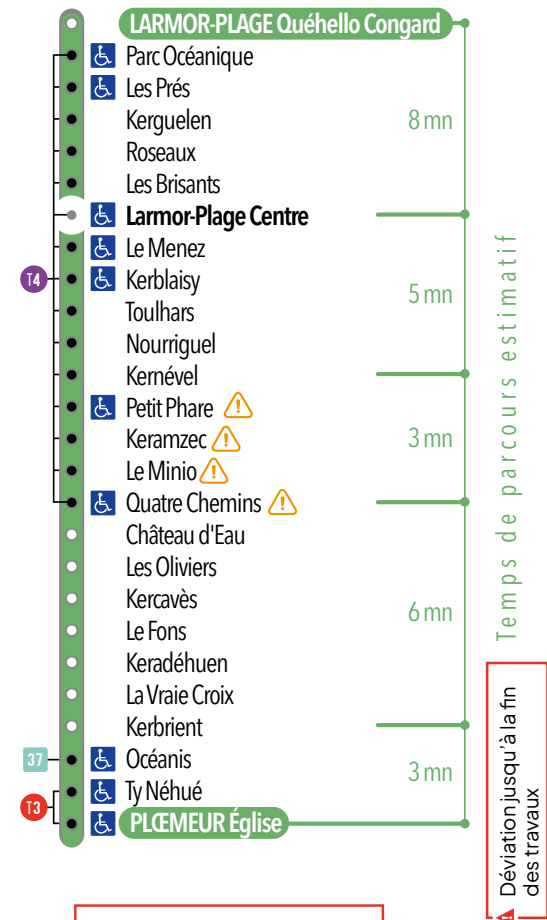 LARMOR-PLAGE Quéhello Congard
Parc Océanique
Les Prés
Kerguelen
8 mn
Roseaux
Les Brisants
Larmor-Plage Centre
Le Menez
T4
Kerblaisy
5 mn
Toulhars
Nourriguel
Kernével
Petit Phare
Keramzec
3 mn
Le Minio
Quatre Chemins
Château d'Eau
Les Oliviers
Kercavès
6 mn
Le Fons
Keradéhuen
La Vraie Croix
Kerbrient
37
Océanis
3 mn
Ty Néhué
T3
PLŒMEUR Église
Temps de parcours estimatif
Déviation jusqu'à la fin
des travaux